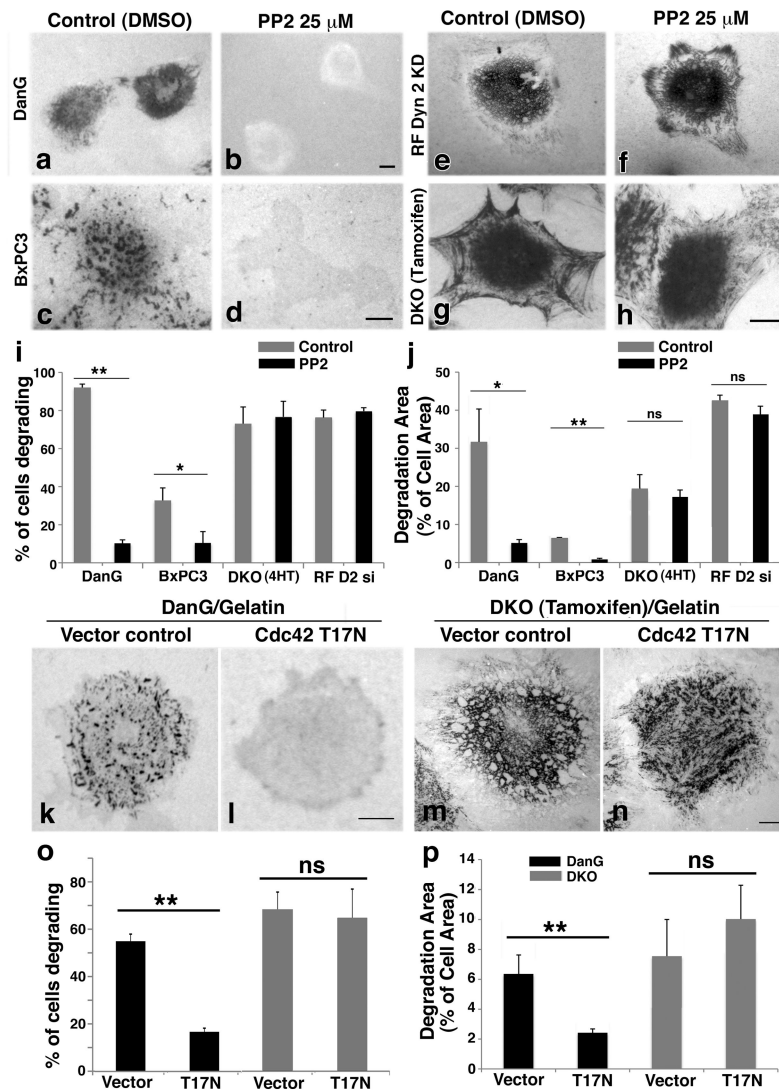 Control (DMSO) PP2 25 μM Control (DMSO) PP2 25 μM
DanG
a
b
RF Dyn 2 KD
e
f
BxPC3
c
d
DKO (Tamoxifen)
g
h
i
Control
PP2
% of cells degrading
100
80
60
40
20
0
**
*
DanG BxPC3 DKO (4HT) RF D2 si
j
Control
PP2
Degradation Area
(% of Cell Area)
50
40
30
20
10
0
*
**
ns
ns
DanG BxPC3 DKO (4HT) RF D2 si
DanG/Gelatin
Vector control Cdc42 T17N
k
l
DKO (Tamoxifen)/Gelatin
Vector control Cdc42 T17N
m
n
o
% of cells degrading
80
60
40
20
0
**
ns
Vector T17N Vector T17N
p
DanG
DKO
Degradation Area
(% of Cell Area)
14
12
10
8
6
4
2
0
**
ns
Vector T17N Vector T17N